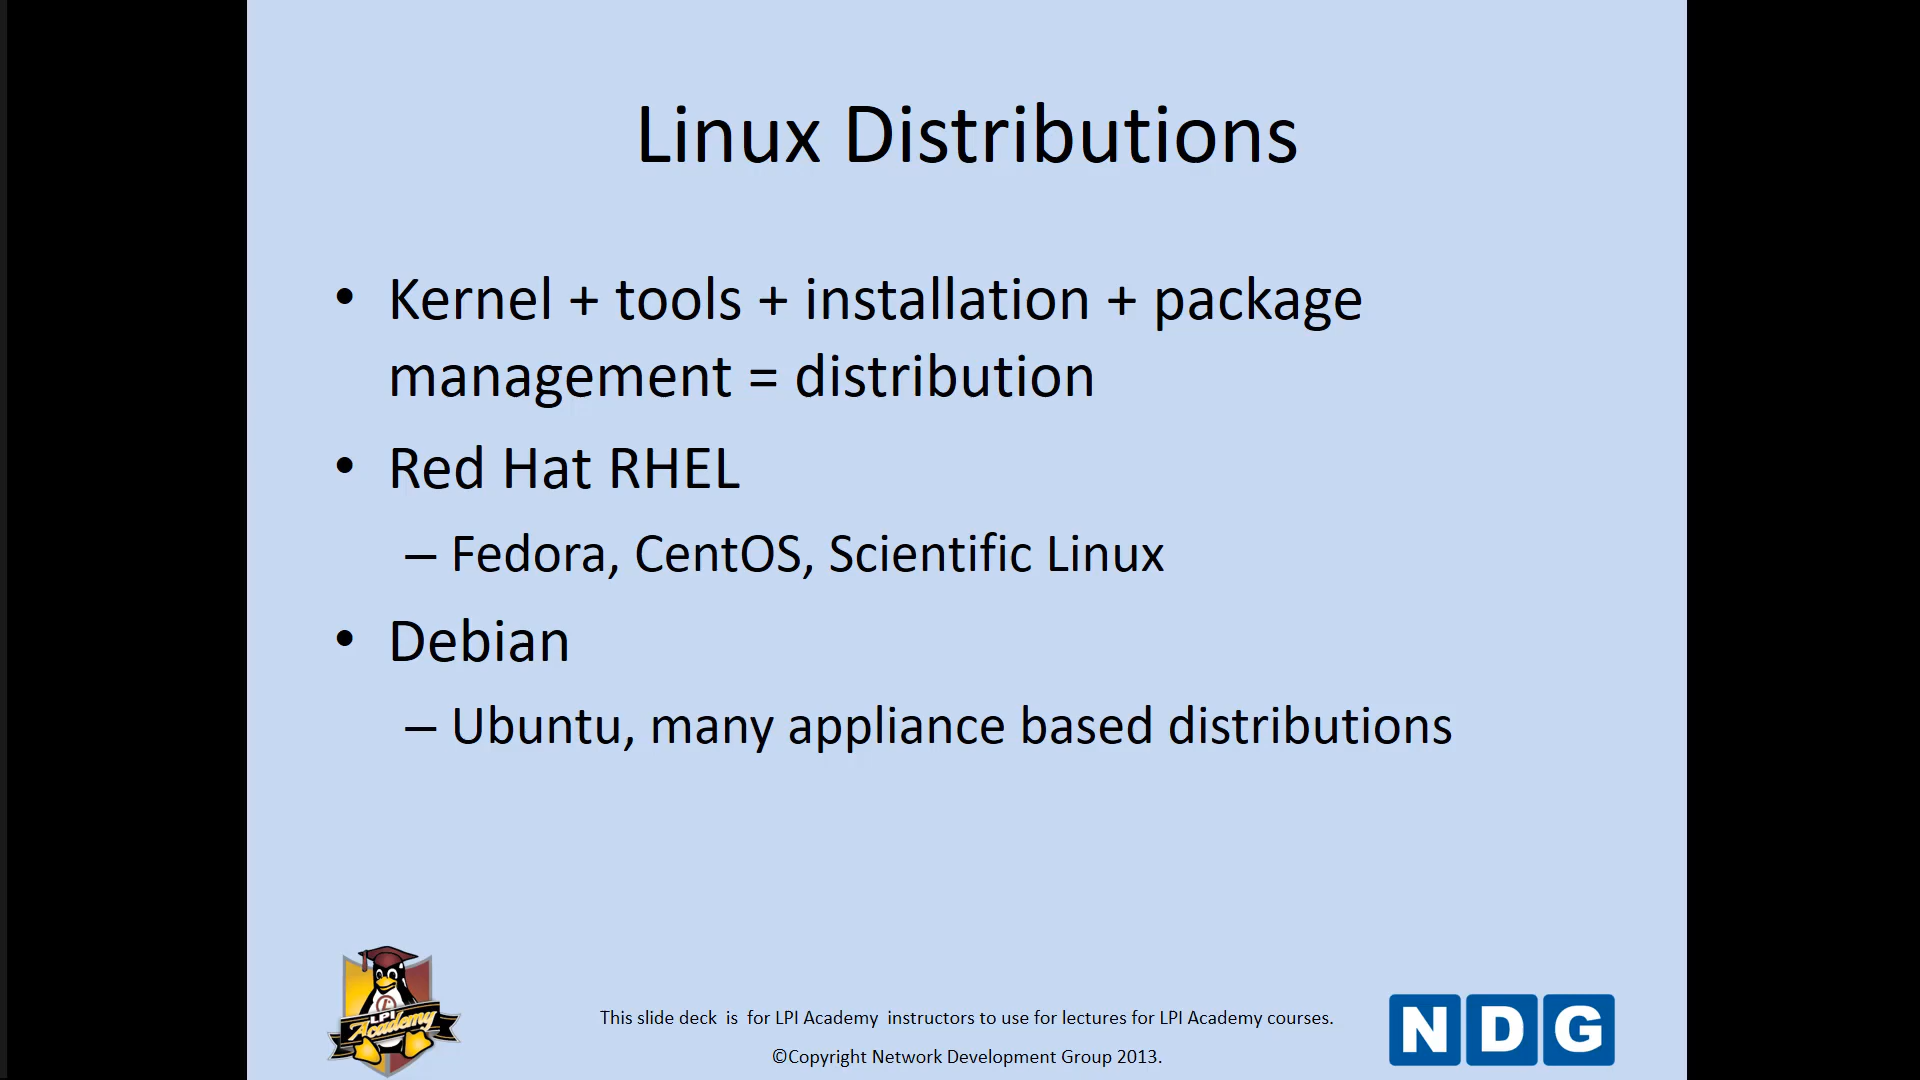 Linux Distributions
• Kernel + tools + installation + package
management = distribution
• Red Hat RHEL
– Fedora, CentOS, Scientific Linux
• Debian
– Ubuntu, many appliance based distributions
LPI
Academy
This slide deck is for LPI Academy instructors to use for lectures for LPI Academy courses.
©Copyright Network Development Group 2013.
NDG